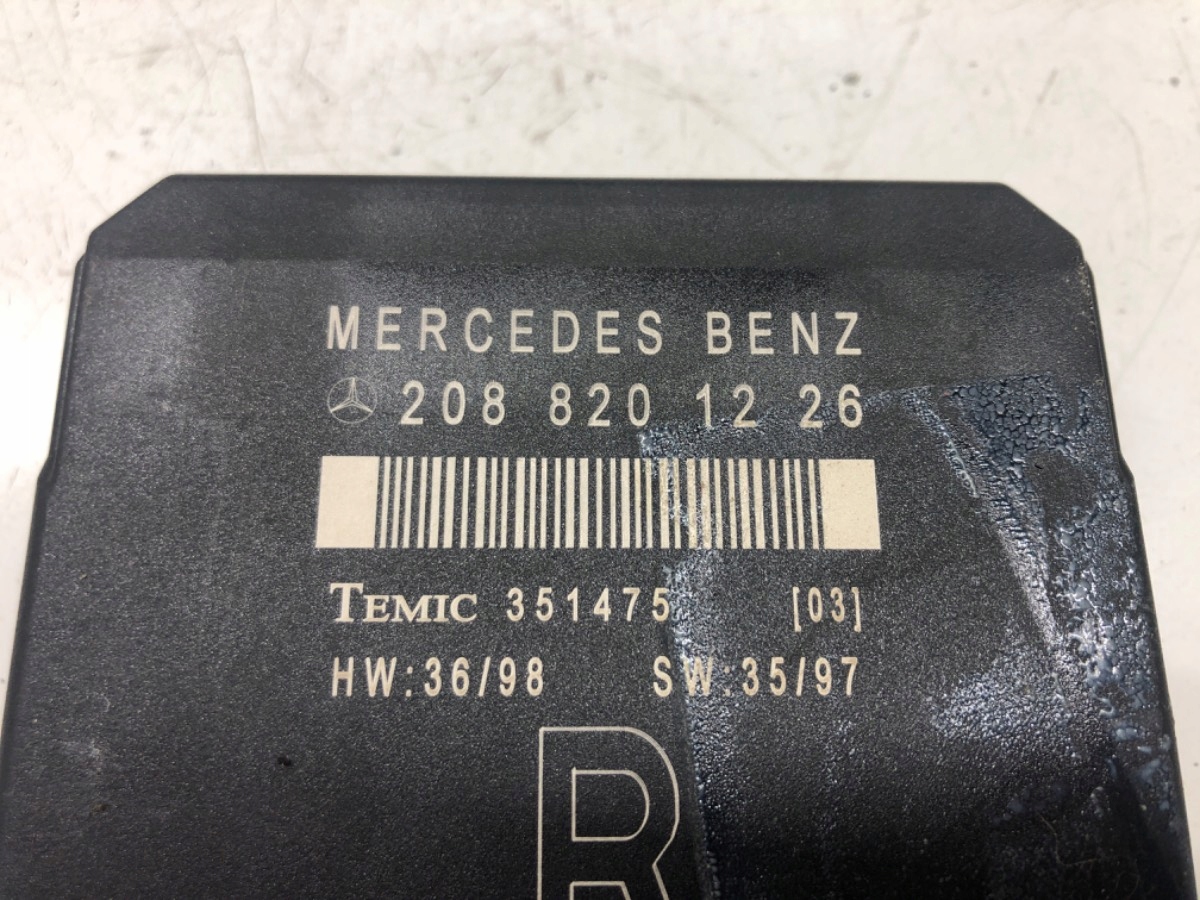 MERCEDES BENZ
208 820 12 26
TEMIC 351475 [03]
HW:36/98 SW:35/97
R